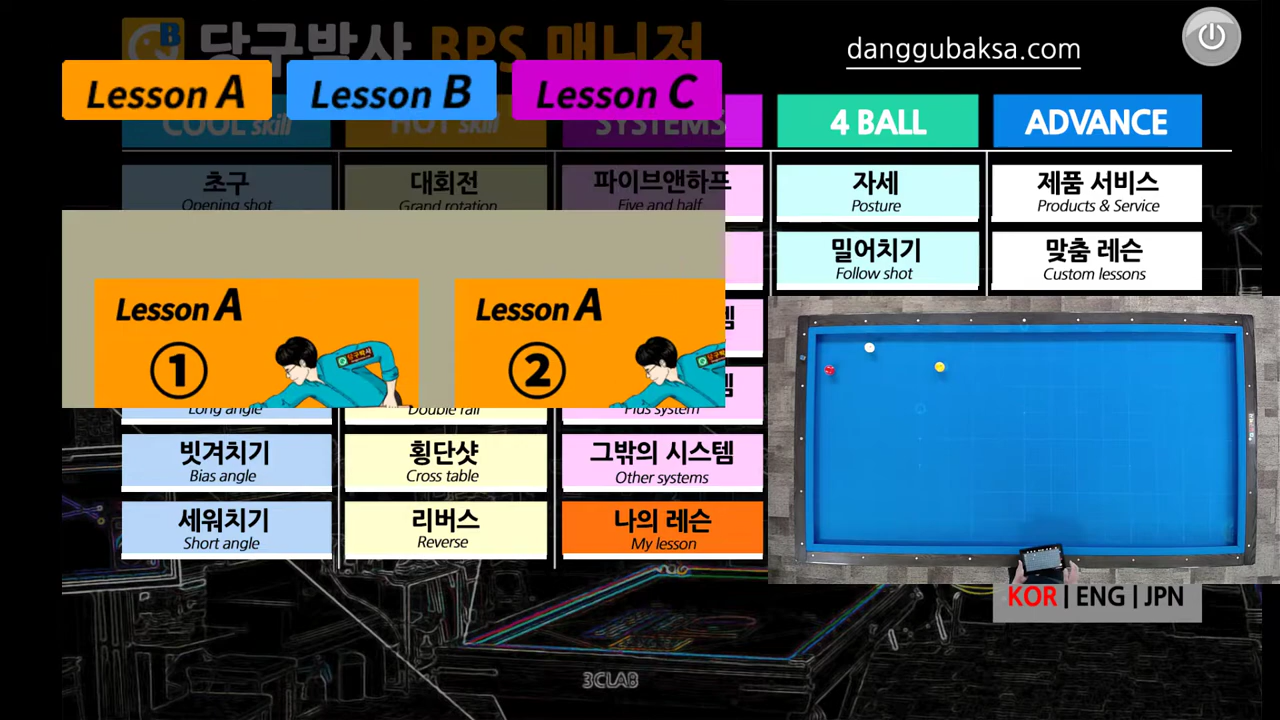 당구박사 BPS 매니저
danggubaksa.com
Lesson A
Lesson B
Lesson C
COOL skill
HOT skill
SYSTEMS
4 BALL
ADVANCE
초구
Opening shot
대회전
Grand rotation
파이브앤하프
Five and half
자세
Posture
제품 서비스
Products & Service
밀어치기
Follow shot
맞춤 레슨
Custom lessons
Lesson A
①
Lesson A
②
Long angle
Double rail
Plus system
빗겨치기
Bias angle
횡단샷
Cross table
그밖의 시스템
Other systems
세워치기
Short angle
리버스
Reverse
나의 레슨
My lesson
KOR | ENG | JPN
3CLAB